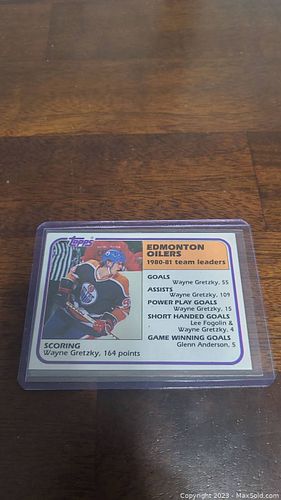 topps
EDMONTON
OILERS
1980-81 team leaders
GOALS
Wayne Gretzky, 55
ASSISTS
Wayne Gretzky, 109
POWER PLAY GOALS
Wayne Gretzky, 15
SHORT HANDED GOALS
Lee Fogolin &
Wayne Gretzky, 4
GAME WINNING GOALS
Glenn Anderson, 5
SCORING
Wayne Gretzky, 164 points
Copyright © 2023 - MaxSold.com